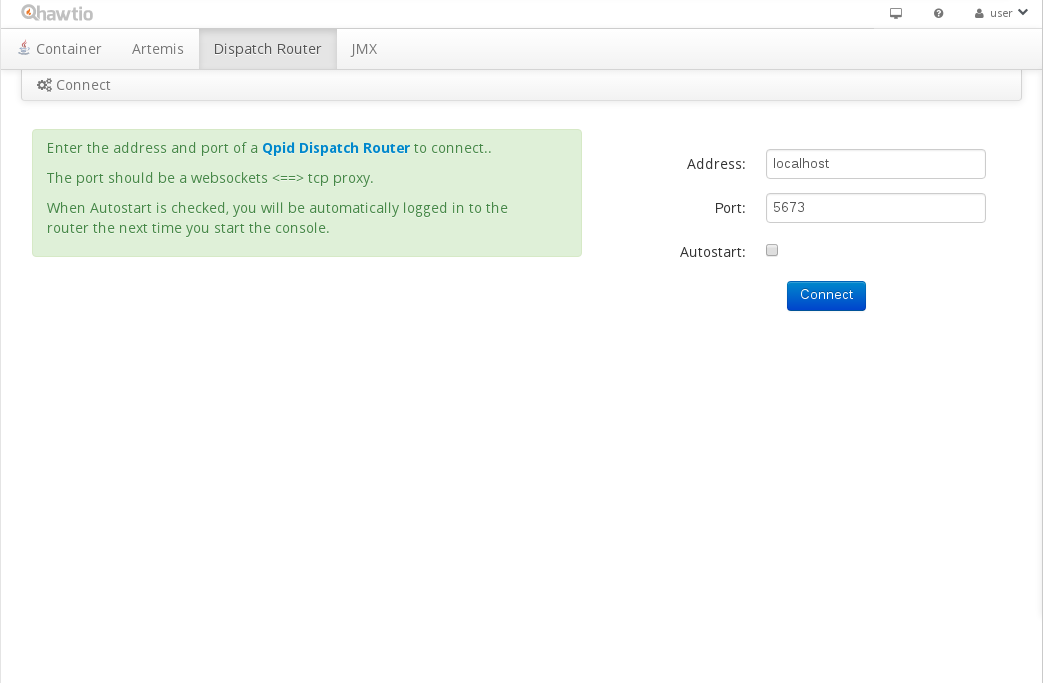 hawtio
user
Container Artemis Dispatch Router JMX
Connect
Enter the address and port of a Qpid Dispatch Router to connect..
The port should be a websockets <==> tcp proxy.
When Autostart is checked, you will be automatically logged in to the
router the next time you start the console.
Address: localhost
Port: 5673
Autostart:
Connect